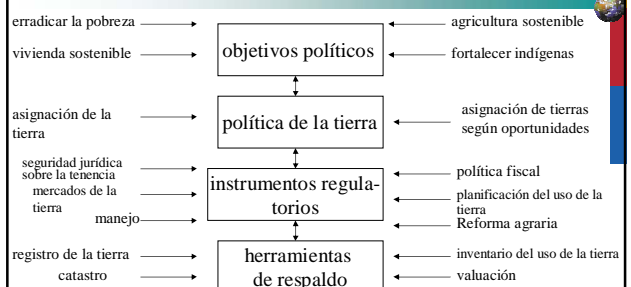 erradicar la pobreza
agricultura sostenible
vivienda sostenible
objetivos políticos
fortalecer indígenas
asignación de la
tierra
política de la tierra
asignación de tierras
según oportunidades
seguridad jurídica
sobre la tenencia
mercados de la
tierra
manejo
instrumentos regula-
torios
política fiscal
planificación del uso de la
tierra
Reforma agraria
registro de la tierra
catastro
herramientas
de respaldo
inventario del uso de la tierra
valuación